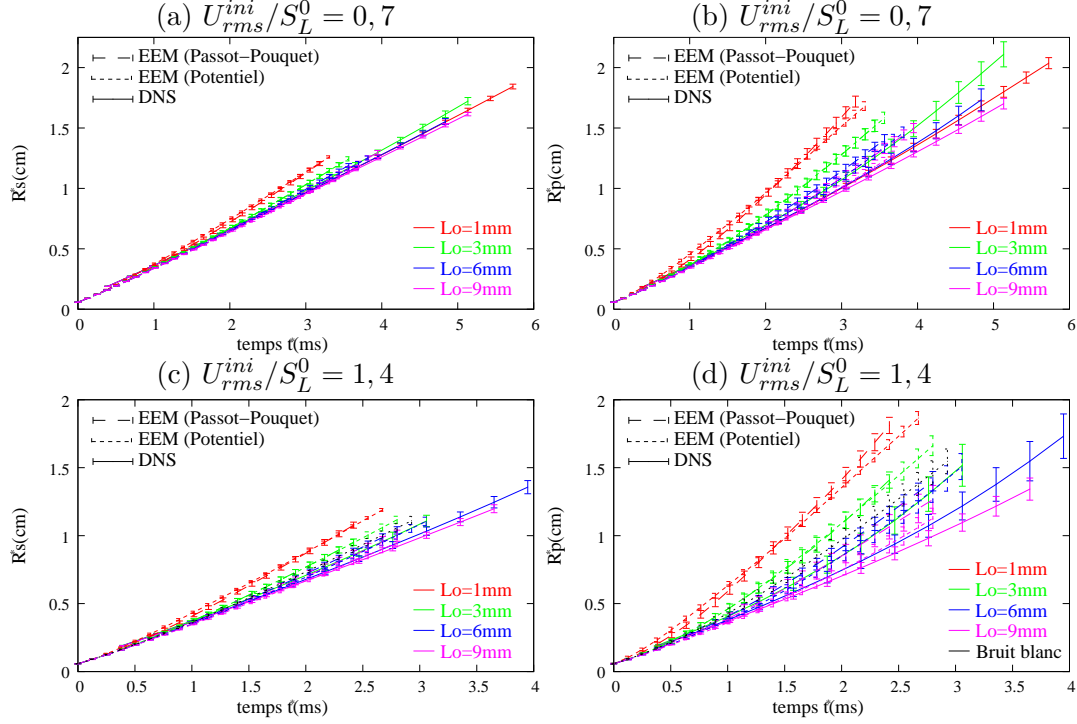 (a) U_{rms}^{ini}/S_L^0 = 0, 7
EEM (Passot−Pouquet)
EEM (Potentiel)
DNS
Lo=1mm
Lo=3mm
Lo=6mm
Lo=9mm
R*s(cm)
0
0.5
1
1.5
2
0 1 2 3 4 5 6
temps t*(ms)
(b) U_{rms}^{ini}/S_L^0 = 0, 7
EEM (Passot−Pouquet)
EEM (Potentiel)
DNS
Lo=1mm
Lo=3mm
Lo=6mm
Lo=9mm
R*p(cm)
0
0.5
1
1.5
2
0 1 2 3 4 5 6
temps t*(ms)
(c) U_{rms}^{ini}/S_L^0 = 1, 4
EEM (Passot−Pouquet)
EEM (Potentiel)
DNS
Lo=1mm
Lo=3mm
Lo=6mm
Lo=9mm
R*s(cm)
0
0.5
1
1.5
2
0 0.5 1 1.5 2 2.5 3 3.5 4
temps t*(ms)
(d) U_{rms}^{ini}/S_L^0 = 1, 4
EEM (Passot−Pouquet)
EEM (Potentiel)
DNS
Lo=1mm
Lo=3mm
Lo=6mm
Lo=9mm
Bruit blanc
R*p(cm)
0
0.5
1
1.5
2
0 0.5 1 1.5 2 2.5 3 3.5 4
temps t*(ms)